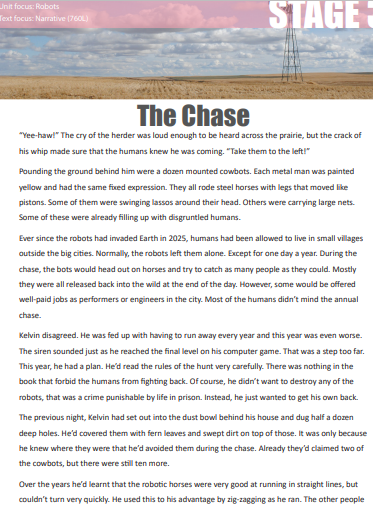 Unit focus: Robots
Text focus: Narrative (760L)
STAGE 3
The Chase
“Yee-haw!” The cry of the herder was loud enough to be heard across the prairie, but the crack of
his whip made sure that the humans knew he was coming. “Take them to the left!”
Pounding the ground behind him were a dozen mounted cowbots. Each metal man was painted
yellow and had the same fixed expression. They all rode steel horses with legs that moved like
pistons. Some of them were swinging lassos around their head. Others were carrying large nets.
Some of these were already filling up with disgruntled humans.
Ever since the robots had invaded Earth in 2025, humans had been allowed to live in small villages
outside the big cities. Normally, the robots left them alone. Except for one day a year. During the
chase, the bots would head out on horses and try to catch as many people as they could. Mostly
they were all released back into the wild at the end of the day. However, some would be offered
well-paid jobs as performers or engineers in the city. Most of the humans didn’t mind the annual
chase.
Kelvin disagreed. He was fed up with having to run away every year and this year was even worse.
The siren sounded just as he reached the final level on his computer game. That was a step too far.
This year, he had a plan. He’d read the rules of the hunt very carefully. There was nothing in the
book that forbid the humans from fighting back. Of course, he didn’t want to destroy any of the
robots, that was a crime punishable by life in prison. Instead, he just wanted to get his own back.
The previous night, Kelvin had set out into the dust bowl behind his house and dug half a dozen
deep holes. He’d covered them with fern leaves and swept dirt on top of those. It was only because
he knew where they were that he’d avoided them during the chase. Already they’d claimed two of
the cowbots, but there were still ten more.
Over the years he’d learnt that the robotic horses were very good at running in straight lines, but
couldn’t turn very quickly. He used this to his advantage by zig-zagging as he ran. The other people